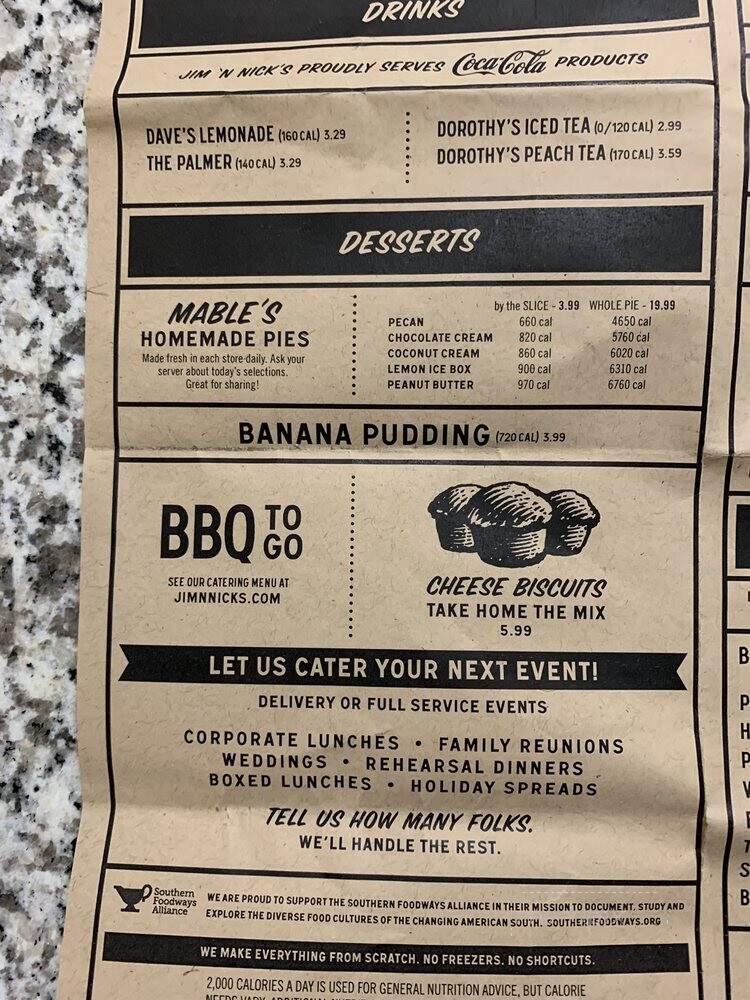 DRINKS
JIM 'N NICK'S PROUDLY SERVES Coca-Cola PRODUCTS
DAVE'S LEMONADE (160 CAL) 3.29
THE PALMER (140 CAL) 3.29
DOROTHY'S ICED TEA (0/120 CAL) 2.99
DOROTHY'S PEACH TEA (170 CAL) 3.59
DESSERTS
MABLE'S
HOMEMADE PIES
Made fresh in each store daily. Ask your
server about today's selections.
Great for sharing!
by the SLICE - 3.99 WHOLE PIE - 19.99
PECAN 660 cal 4650 cal
CHOCOLATE CREAM 820 cal 5760 cal
COCONUT CREAM 860 cal 6020 cal
LEMON ICE BOX 900 cal 6310 cal
PEANUT BUTTER 970 cal 6760 cal
BANANA PUDDING (720 CAL) 3.99
BBQ TO GO
SEE OUR CATERING MENU AT
JIMNNICKS.COM
CHEESE BISCUITS
TAKE HOME THE MIX
5.99
LET US CATER YOUR NEXT EVENT!
DELIVERY OR FULL SERVICE EVENTS
CORPORATE LUNCHES • FAMILY REUNIONS
WEDDINGS • REHEARSAL DINNERS
BOXED LUNCHES • HOLIDAY SPREADS
TELL US HOW MANY FOLKS.
WE'LL HANDLE THE REST.
Southern
Foodways
Alliance
WE ARE PROUD TO SUPPORT THE SOUTHERN FOODWAYS ALLIANCE IN THEIR MISSION TO DOCUMENT, STUDY AND
EXPLORE THE DIVERSE FOOD CULTURES OF THE CHANGING AMERICAN SOUTH. SOUTHERNFOODWAYS.ORG
WE MAKE EVERYTHING FROM SCRATCH. NO FREEZERS. NO SHORTCUTS.
2,000 CALORIES A DAY IS USED FOR GENERAL NUTRITION ADVICE, BUT CALORIE